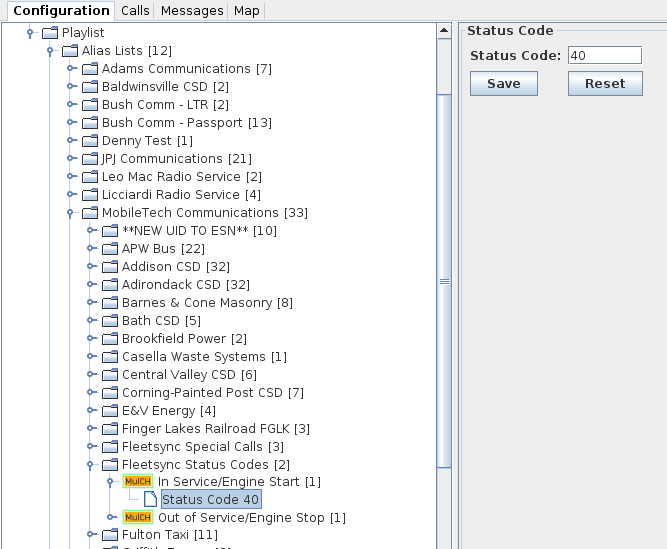 Configuration Calls Messages Map
Playlist
Alias Lists [12]
Adams Communications [7]
Baldwinsville CSD [2]
Bush Comm - LTR [2]
Bush Comm - Passport [13]
Denny Test [1]
JPJ Communications [21]
Leo Mac Radio Service [2]
Licciardi Radio Service [4]
MobileTech Communications [33]
**NEW UID TO ESN** [10]
APW Bus [22]
Addison CSD [32]
Adirondack CSD [32]
Barnes & Cone Masonry [8]
Bath CSD [5]
Brookfield Power [2]
Casella Waste Systems [1]
Central Valley CSD [6]
Corning-Painted Post CSD [7]
E&V Energy [4]
Finger Lakes Railroad FGLK [3]
Fleetsync Special Calls [3]
Fleetsync Status Codes [2]
MulCH In Service/Engine Start [1]
Status Code 40
MulCH Out of Service/Engine Stop [1]
Fulton Taxi [11]
Status Code
Status Code: 40
Save Reset